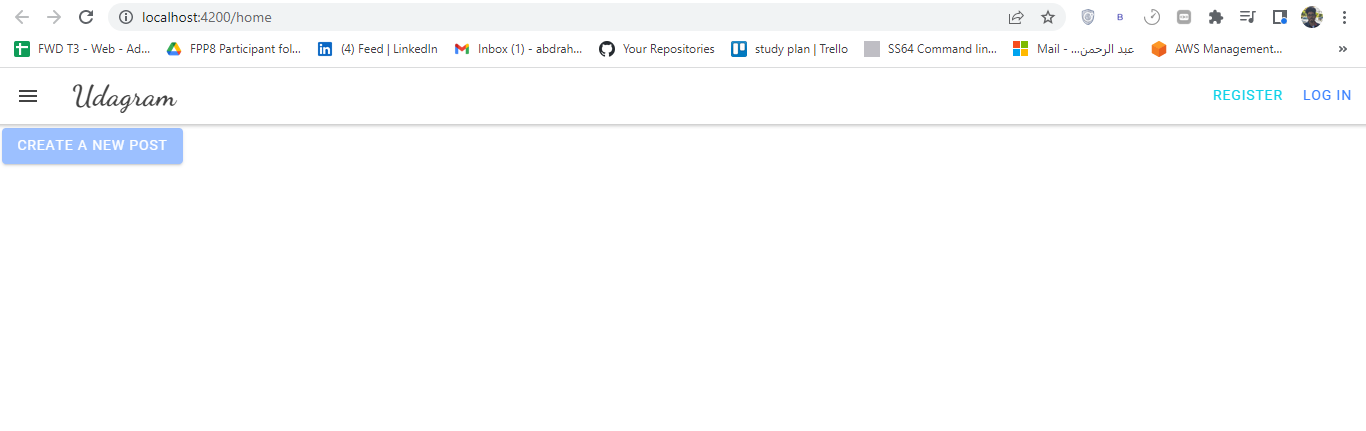 localhost:4200/home
FWD T3 - Web - Ad... FPP8 Participant fol... (4) Feed | LinkedIn Inbox (1) - abdrah... Your Repositories study plan | Trello SS64 Command lin... Mail - عبد الرحمن... AWS Management... »
Udagram REGISTER LOG IN
CREATE A NEW POST